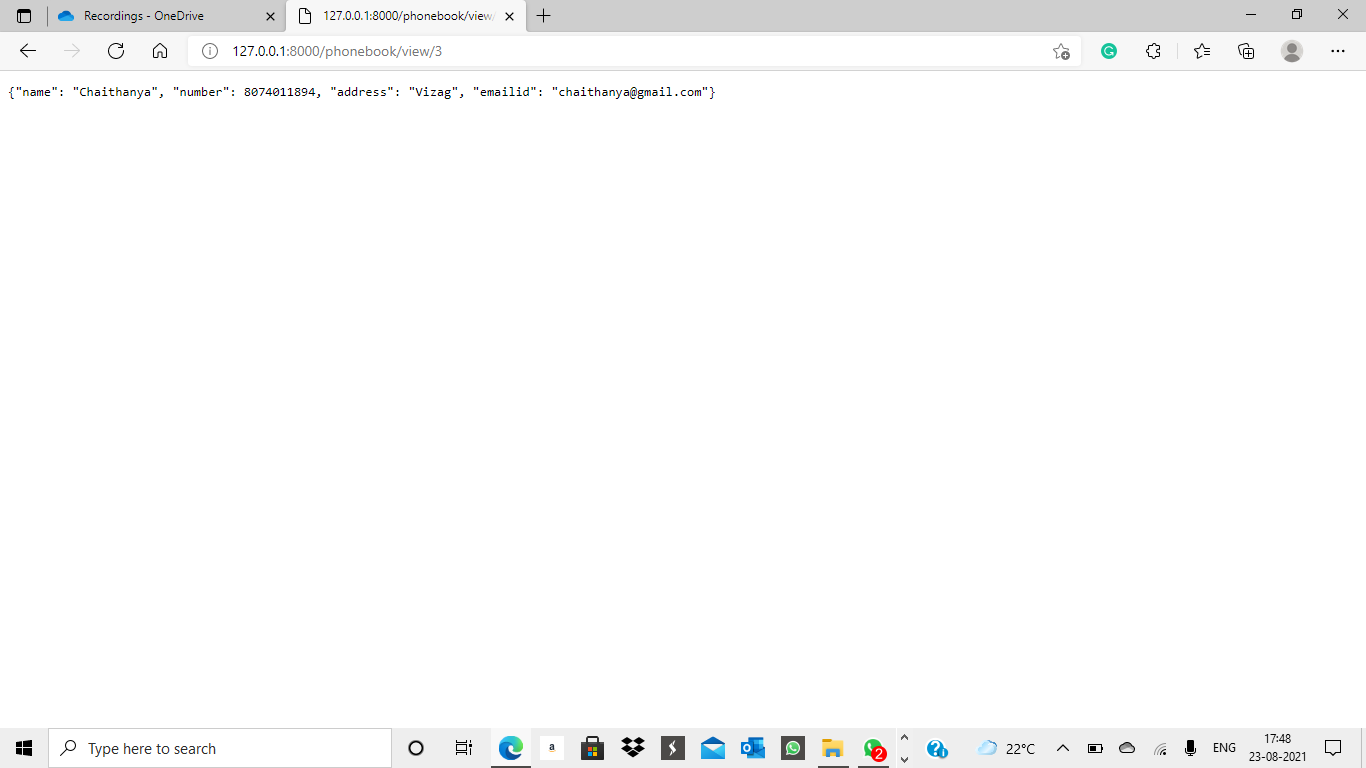 Recordings - OneDrive
127.0.0.1:8000/phonebook/view/
127.0.0.1:8000/phonebook/view/3
{"name": "Chaithanya", "number": 8074011894, "address": "Vizag", "emailid": "chaithanya@gmail.com"}
Type here to search
a
2
22°C
ENG
17:48
23-08-2021